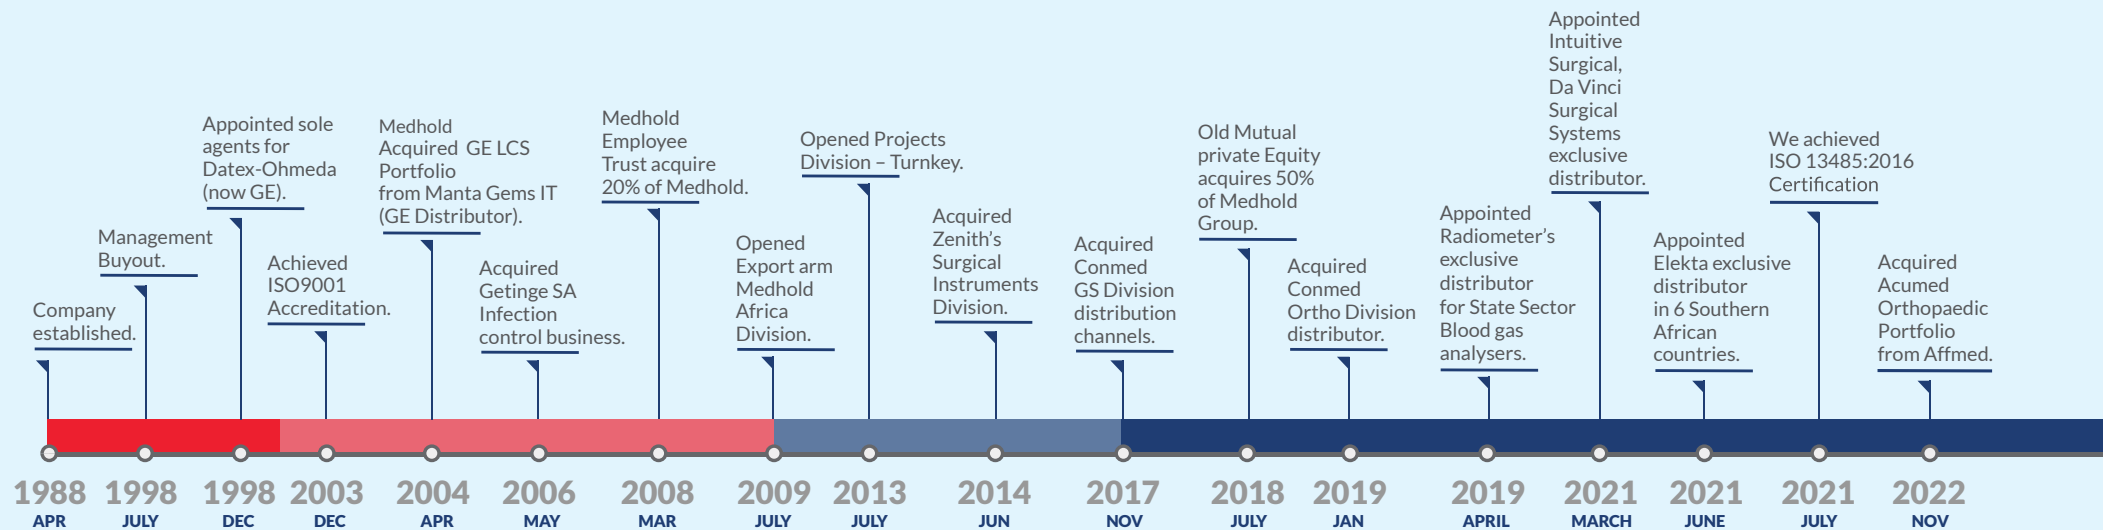 Company
established.
1988
APR
Management
Buyout.
1998
JULY
Appointed sole
agents for
Datex-Ohmeda
(now GE).
1998
DEC
Achieved
ISO9001
Accreditation.
2003
DEC
Medhold
Acquired  GE LCS
Portfolio
from Manta Gems IT
(GE Distributor).
2004
APR
Acquired
Getinge SA
Infection
control business.
2006
MAY
Medhold
Employee
Trust acquire
20% of Medhold.
2008
MAR
Opened
Export arm
Medhold
Africa
Division.
2009
JULY
Opened Projects
Division – Turnkey.
2013
JULY
Acquired
Zenith’s
Surgical
Instruments
Division.
2014
JUN
Acquired
Conmed
GS Division
distribution
channels.
2017
NOV
Old Mutual
private Equity
acquires 50%
of Medhold
Group.
2018
JULY
Acquired
Conmed
Ortho Division
distributor.
2019
JAN
Appointed
Radiometer’s
exclusive
distributor
for State Sector
Blood gas
analysers.
2019
APRIL
Appointed
Intuitive
Surgical,
Da Vinci
Surgical
Systems
exclusive
distributor.
2021
MARCH
Appointed
Elekta exclusive
distributor
in 6 Southern
African
countries.
2021
JUNE
We achieved
ISO 13485:2016
Certification
2021
JULY
Acquired
Acumed
Orthopaedic
Portfolio
from Affmed.
2022
NOV